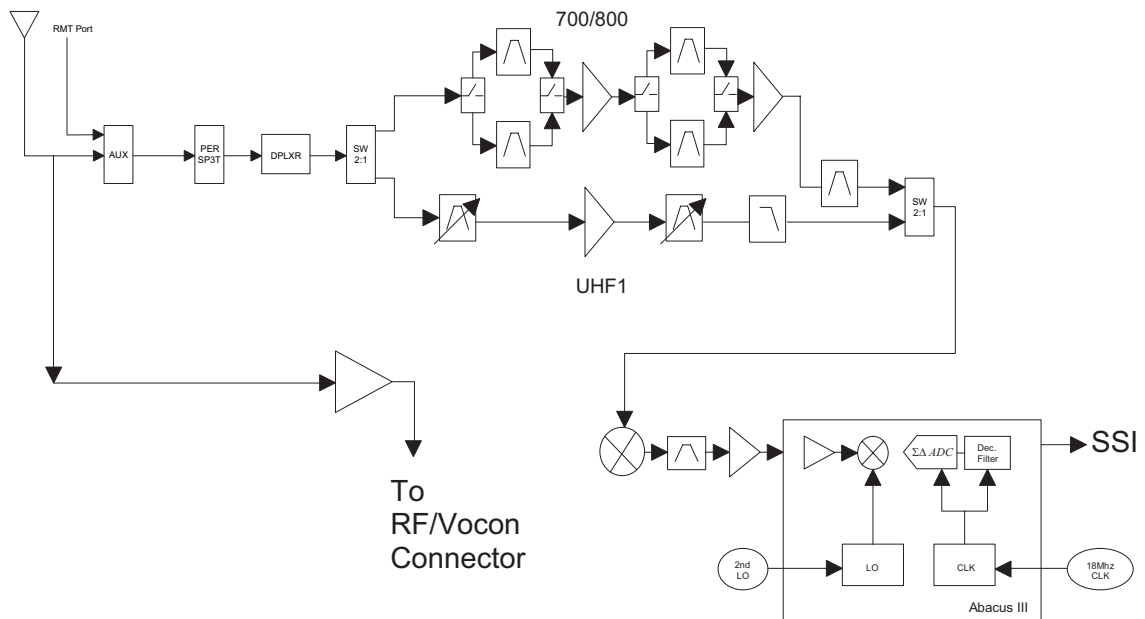 700/800
RMT Port
AUX
PER
SP3T
DPLXR
SW
2:1
SW
2:1
UHF1
To
RF/Vocon
Connector
ΣΔ ADC
Dec.
Filter
SSI
2nd
LO
LO
CLK
18Mhz
CLK
Abacus III